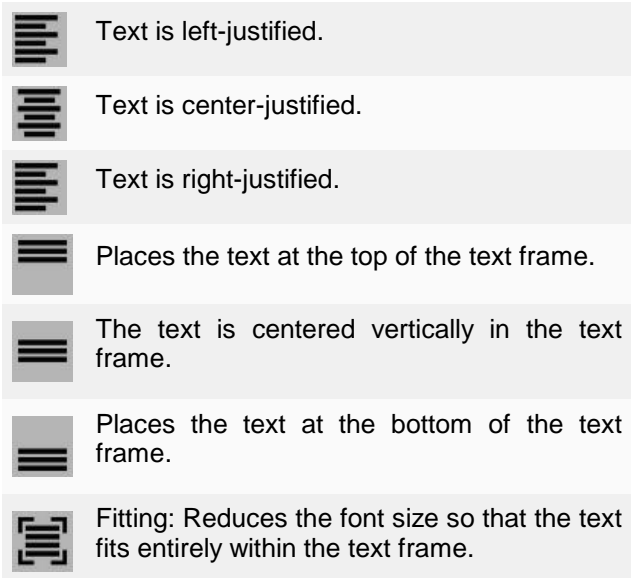 Text is left-justified.
Text is center-justified.
Text is right-justified.
Places the text at the top of the text frame.
The text is centered vertically in the text
frame.
Places the text at the bottom of the text
frame.
Fitting: Reduces the font size so that the text
fits entirely within the text frame.